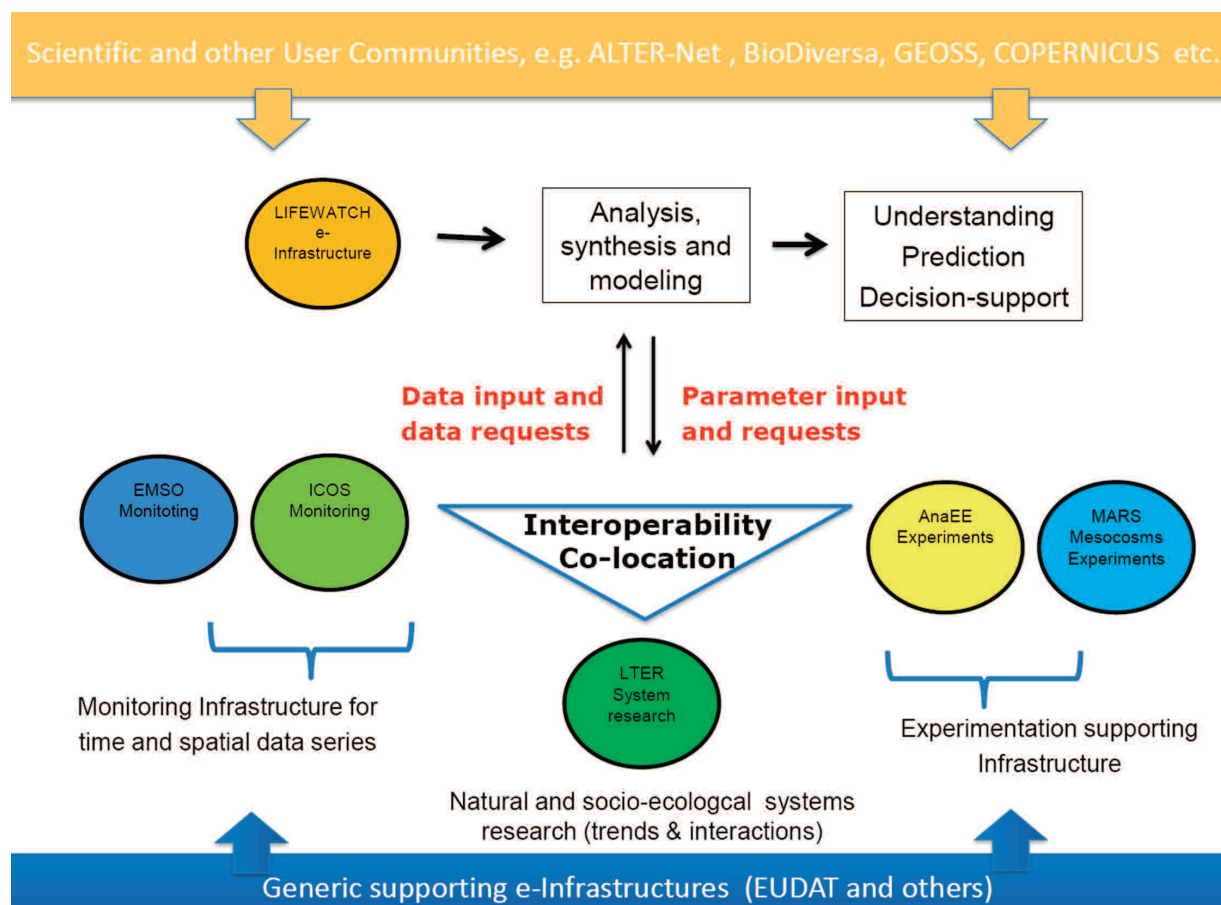 Scientific and other User Communities, e.g. ALTER-Net , BioDiversa, GEOSS, COPERNICUS etc.
LIFEWATCH
e-
Infrastructure
Analysis,
synthesis and
modeling
Understanding
Prediction
Decision-support
Data input and
data requests
Parameter input
and requests
EMSO
Monitoting
ICOS
Monitoring
Interoperability
Co-location
AnaEE
Experiments
MARS
Mesocosms
Experiments
Monitoring Infrastructure for
time and spatial data series
LTER
System
research
Experimentation supporting
Infrastructure
Natural and socio-ecologcal systems
research (trends & interactions)
Generic supporting e-Infrastructures (EUDAT and others)